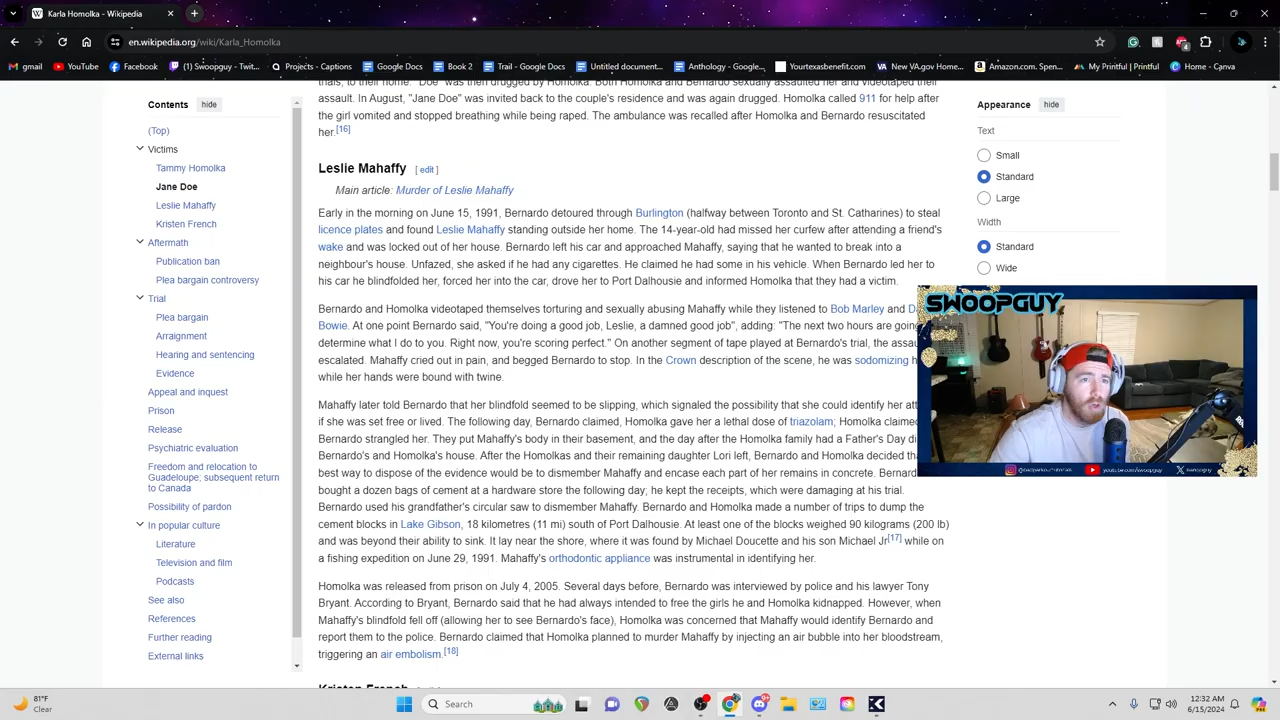 Karla Homolka - Wikipedia
en.wikipedia.org/wiki/Karla_Homolka
gmail
YouTube
Facebook
(1) Swoopguy - Twit...
Projects - Captions
Google Docs
Book 2
Trail - Google Docs
Untitled document...
Anthology - Google...
Yourtexasbenefit.com
New VA.gov Home...
Amazon.com. Spen...
My Printful | Printful
Home - Canva
Contents
hide
(Top)
Victims
Tammy Homolka
Jane Doe
Leslie Mahaffy
Kristen French
Aftermath
Publication ban
Plea bargain controversy
Trial
Plea bargain
Arraignment
Hearing and sentencing
Evidence
Appeal and inquest
Prison
Release
Psychiatric evaluation
Freedom and relocation to
Guadeloupe; subsequent return
to Canada
Possibility of pardon
In popular culture
Literature
Television and film
Podcasts
See also
References
Further reading
External links
trials, to their home. "Doe" was then drugged by Homolka. Both Homolka and Bernardo sexually assaulted her and videotaped their
assault. In August, "Jane Doe" was invited back to the couple's residence and was again drugged. Homolka called 911 for help after
the girl vomited and stopped breathing while being raped. The ambulance was recalled after Homolka and Bernardo resuscitated
her.[16]
Leslie Mahaffy [ edit ]
Main article: Murder of Leslie Mahaffy
Early in the morning on June 15, 1991, Bernardo detoured through Burlington (halfway between Toronto and St. Catharines) to steal
licence plates and found Leslie Mahaffy standing outside her home. The 14-year-old had missed her curfew after attending a friend's
wake and was locked out of her house. Bernardo left his car and approached Mahaffy, saying that he wanted to break into a
neighbour's house. Unfazed, she asked if he had any cigarettes. He claimed he had some in his vehicle. When Bernardo led her to
his car he blindfolded her, forced her into the car, drove her to Port Dalhousie and informed Homolka that they had a victim.
Bernardo and Homolka videotaped themselves torturing and sexually abusing Mahaffy while they listened to Bob Marley and
Bowie. At one point Bernardo said, "You're doing a good job, Leslie, a damned good job", adding: "The next two hours are going
determine what I do to you. Right now, you're scoring perfect." On another segment of tape played at Bernardo's trial, the
escalated. Mahaffy cried out in pain, and begged Bernardo to stop. In the Crown description of the scene, he was sodomizing
while her hands were bound with twine.
Mahaffy later told Bernardo that her blindfold seemed to be slipping, which signaled the possibility that she could identify her
if she was set free or lived. The following day, Bernardo claimed, Homolka gave her a lethal dose of triazolam; Homolka claimed
Bernardo strangled her. They put Mahaffy's body in their basement, and the day after the Homolka family had a Father's Day
Bernardo's and Homolka's house. After the Homolkas and their remaining daughter Lori left, Bernardo and Homolka decided
best way to dispose of the evidence would be to dismember Mahaffy and encase each part of her remains in concrete.
bought a dozen bags of cement at a hardware store the following day; he kept the receipts, which were damaging at his trial.
Bernardo used his grandfather's circular saw to dismember Mahaffy. Bernardo and Homolka made a number of trips to dump the
cement blocks in Lake Gibson, 18 kilometres (11 mi) south of Port Dalhousie. At least one of the blocks weighed 90 kilograms (200 lb)
and was beyond their ability to sink. It lay near the shore, where it was found by Michael Doucette and his son Michael Jr[17] while on
a fishing expedition on June 29, 1991. Mahaffy's orthodontic appliance was instrumental in identifying her.
Homolka was released from prison on July 4, 2005. Several days before, Bernardo was interviewed by police and his lawyer Tony
Bryant. According to Bryant, Bernardo said that he had always intended to free the girls he and Homolka kidnapped. However, when
Mahaffy's blindfold fell off (allowing her to see Bernardo's face), Homolka was concerned that Mahaffy would identify Bernardo and
report them to the police. Bernardo claimed that Homolka planned to murder Mahaffy by injecting an air bubble into her bloodstream,
triggering an air embolism.[18]
Appearance
hide
Text
Small
Standard
Large
Width
Standard
Wide
SWOOPGUY
youtube.com/swoopguy
81°F
Clear
Search
12:32 AM
6/15/2024